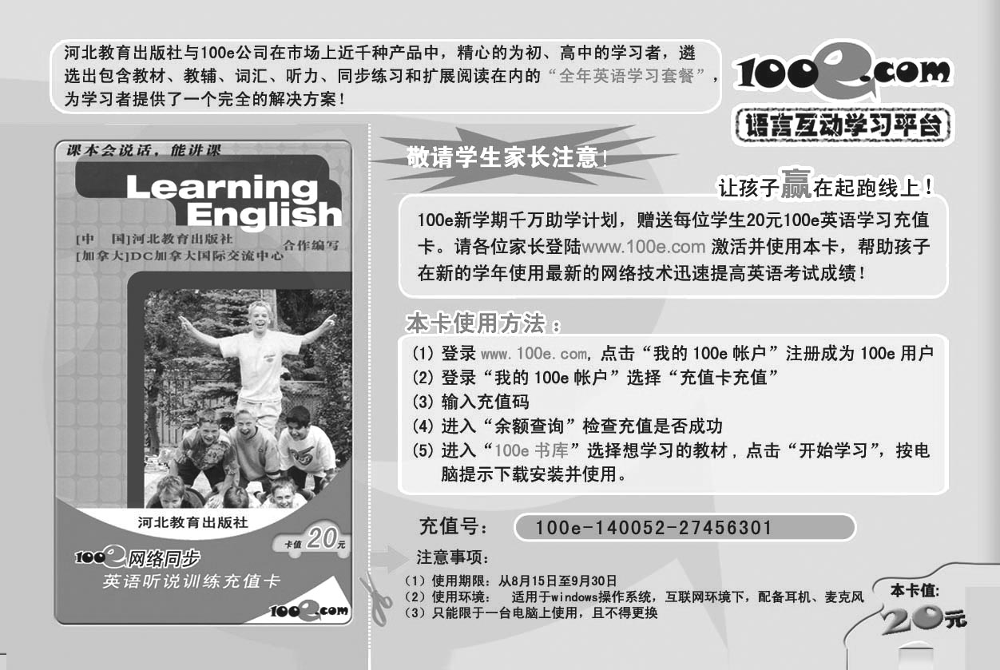 河北教育出版社与100e公司在市场上近千种产品中，精心的为初、高中的学习者，遴
选出包含教材、教辅、词汇、听力、同步练习和扩展阅读在内的“全年英语学习套餐”，
为学习者提供了一个完全的解决方案！
100e.com
语言互动学习平台
课本会说话，能讲课
Learning
English
[中 国]河北教育出版社
[加拿大]DC加拿大国际交流中心
合作编写
河北教育出版社
卡值20元
100e网络同步
英语听说训练充值卡
100e.com
敬请学生家长注意！
让孩子赢在起跑线上！
100e新学期千万助学计划，赠送每位学生20元100e英语学习充值
卡。请各位家长登陆www.100e.com 激活并使用本卡，帮助孩子
在新的学年使用最新的网络技术迅速提高英语考试成绩！
本卡使用方法：
(1) 登录 www.100e.com, 点击“我的 100e 帐户”注册成为 100e 用户
(2) 登录“我的 100e 帐户”选择“充值卡充值”
(3) 输入充值码
(4) 进入“余额查询”检查充值是否成功
(5) 进入“100e 书库”选择想学习的教材，点击“开始学习”，按电
脑提示下载安装并使用。
充值号： 100e-140052-27456301
注意事项：
（1）使用期限：从8月15日至9月30日
（2）使用环境： 适用于windows操作系统，互联网环境下，配备耳机、麦克风
（3）只能限于一台电脑上使用，且不得更换
本卡值:
20元